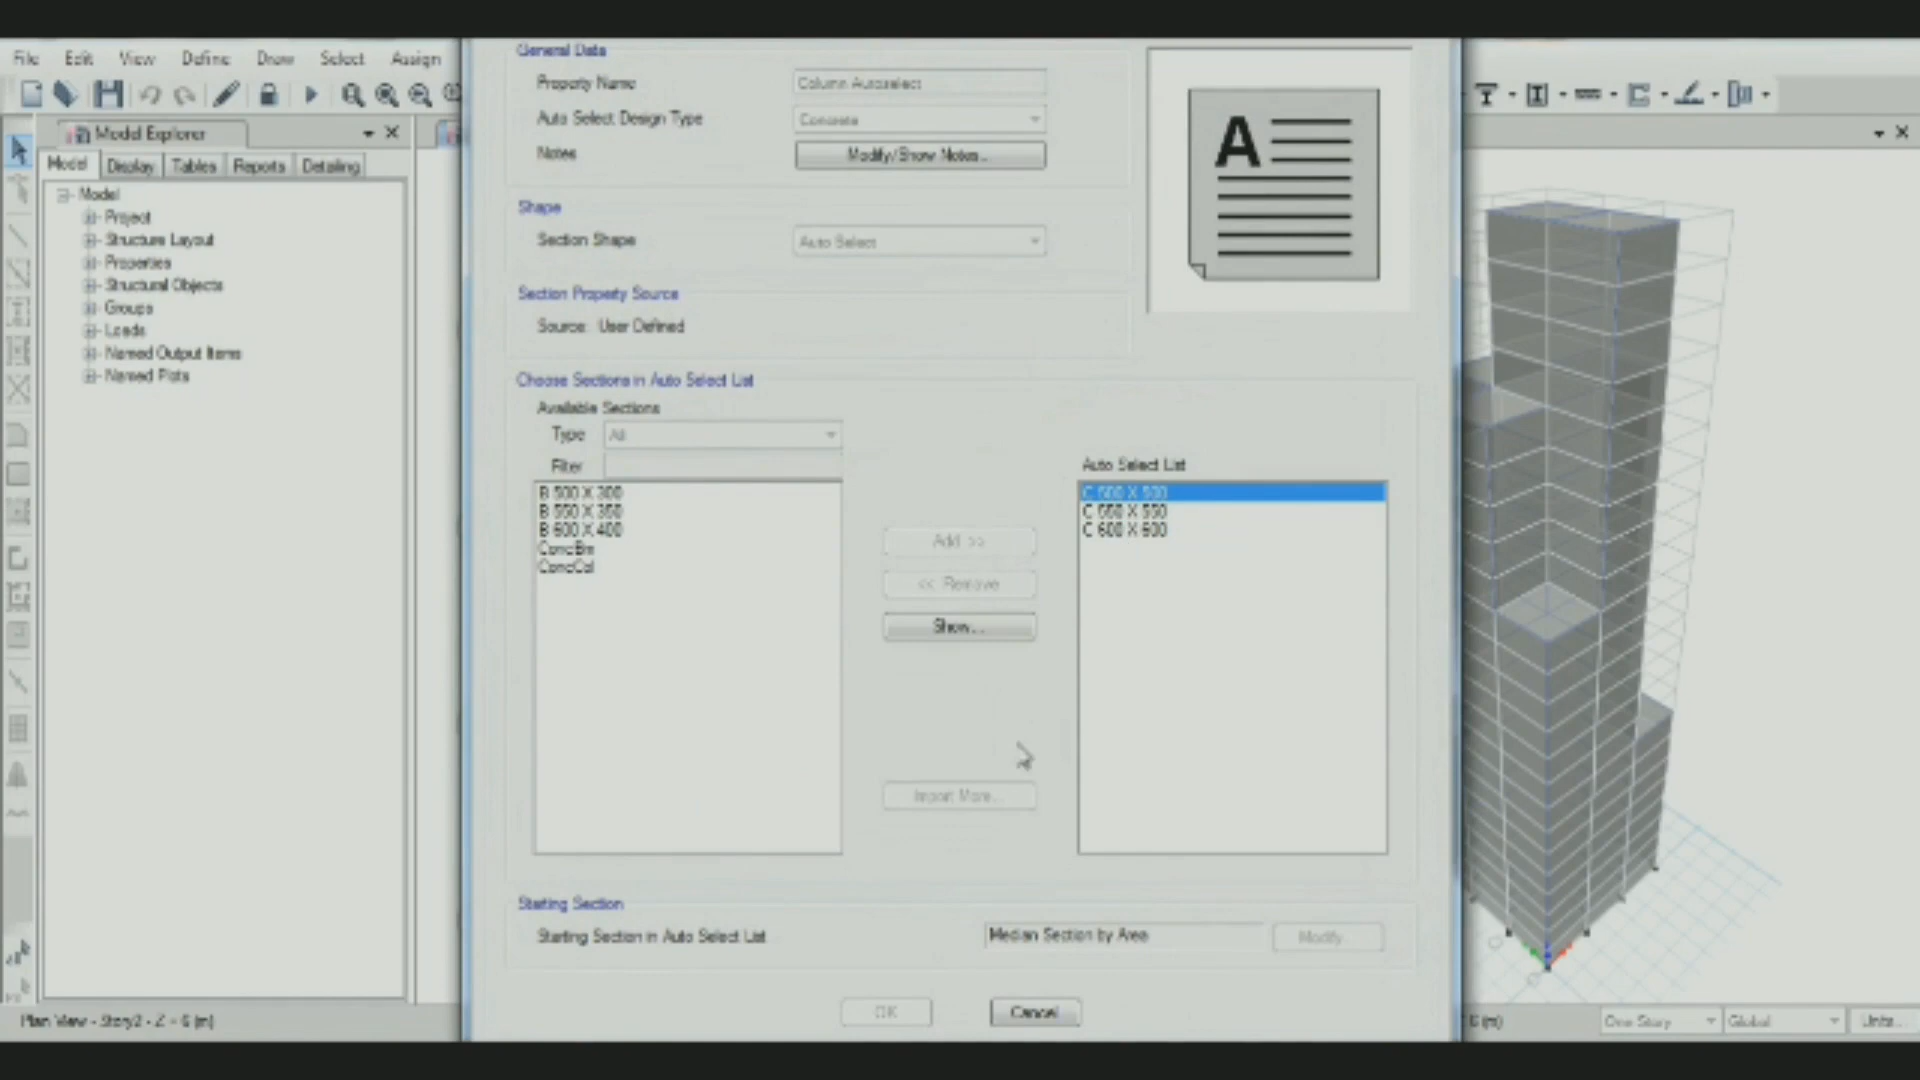 File Edit View Define Draw Select Assign
Model Explorer
Model Display Tables Reports Detailing
Model
Project
Structure Layout
Properties
Structural Objects
Groups
Loads
Named Output Items
Named Plots
Plan View - Story2 - Z = 6 (m)
General Data
Property Name Column Autoselect
Auto Select Design Type Concrete
Notes Modify/Show Notes...
Shape
Section Shape Auto Select
Section Property Source
Source: User Defined
Choose Sections in Auto Select List
Available Sections
Type All
Filter
B 500 X 300
B 550 X 350
B 600 X 400
ConcBm
ConcCol
Add >>
<< Remove
Show...
Import More...
Auto Select List
C 500 X 500
C 550 X 550
C 600 X 600
Starting Section
Starting Section in Auto Select List Median Section by Area Modify...
OK Cancel
A
6 (m) One Story Global Units...